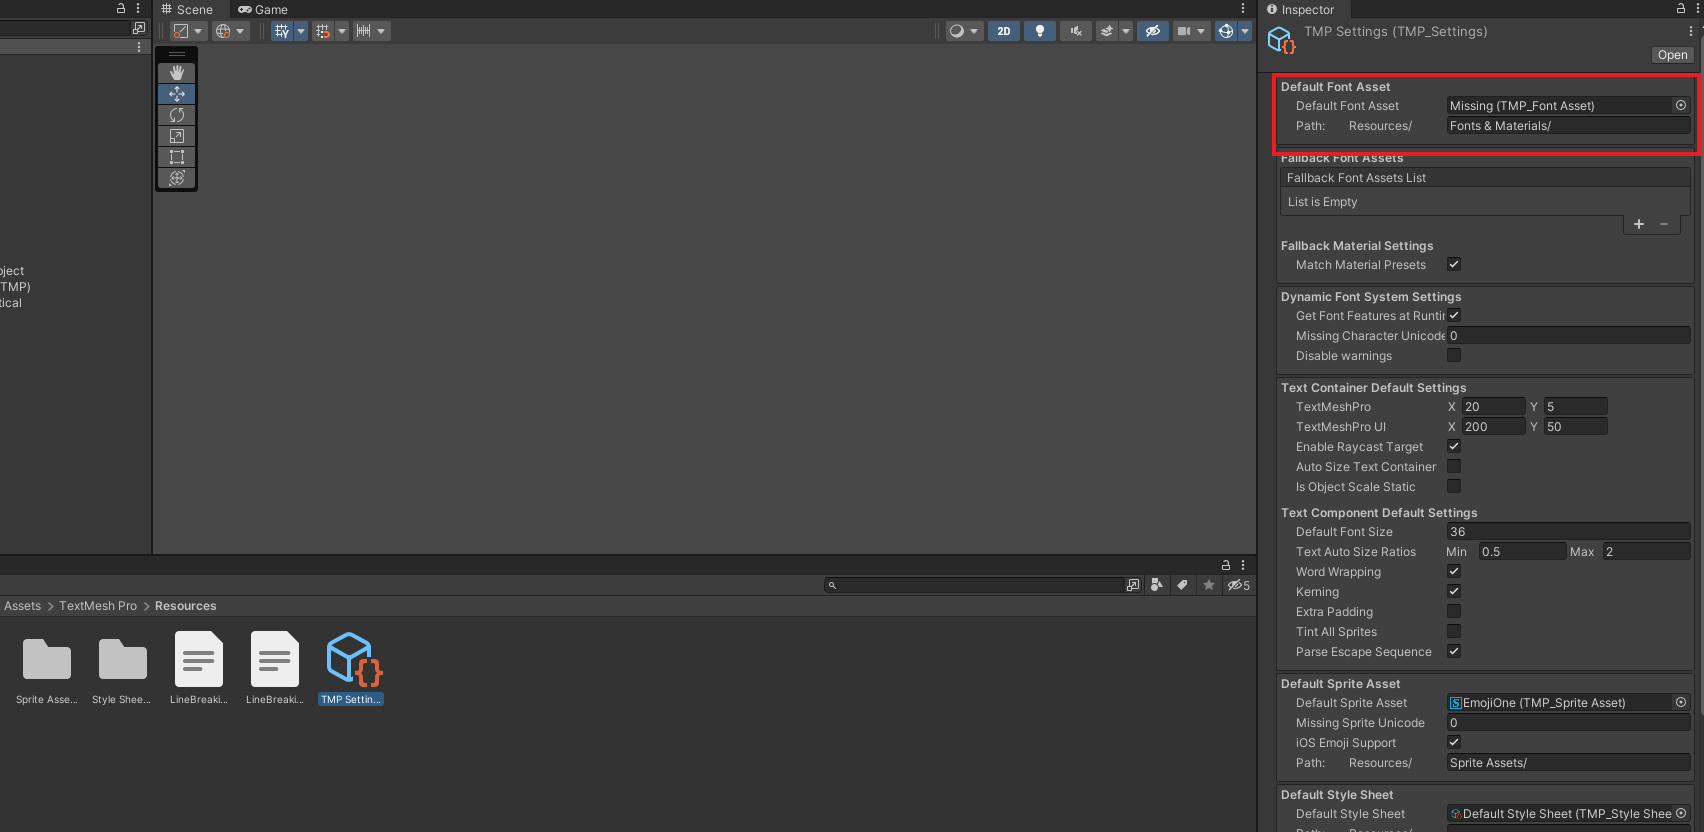 Scene
Game
2D
oject
(TMP)
tical
Inspector
TMP Settings (TMP_Settings)
Open
Default Font Asset
Default Font Asset Missing (TMP_Font Asset)
Path: Resources/ Fonts & Materials/
Fallback Font Assets
Fallback Font Assets List
List is Empty
Fallback Material Settings
Match Material Presets
Dynamic Font System Settings
Get Font Features at Runtin
Missing Character Unicode 0
Disable warnings
Text Container Default Settings
TextMeshPro X 20 Y 5
TextMeshPro UI X 200 Y 50
Enable Raycast Target
Auto Size Text Container
Is Object Scale Static
Text Component Default Settings
Default Font Size 36
Text Auto Size Ratios Min 0.5 Max 2
Word Wrapping
Kerning
Extra Padding
Tint All Sprites
Parse Escape Sequence
Default Sprite Asset
Default Sprite Asset EmojiOne (TMP_Sprite Asset)
Missing Sprite Unicode 0
iOS Emoji Support
Path: Resources/ Sprite Assets/
Default Style Sheet
Default Style Sheet Default Style Sheet (TMP_Style Shee
Path: Resources/
5
Assets > TextMesh Pro > Resources
Sprite Asse...
Style Shee...
LineBreaki...
LineBreaki...
TMP Settin...